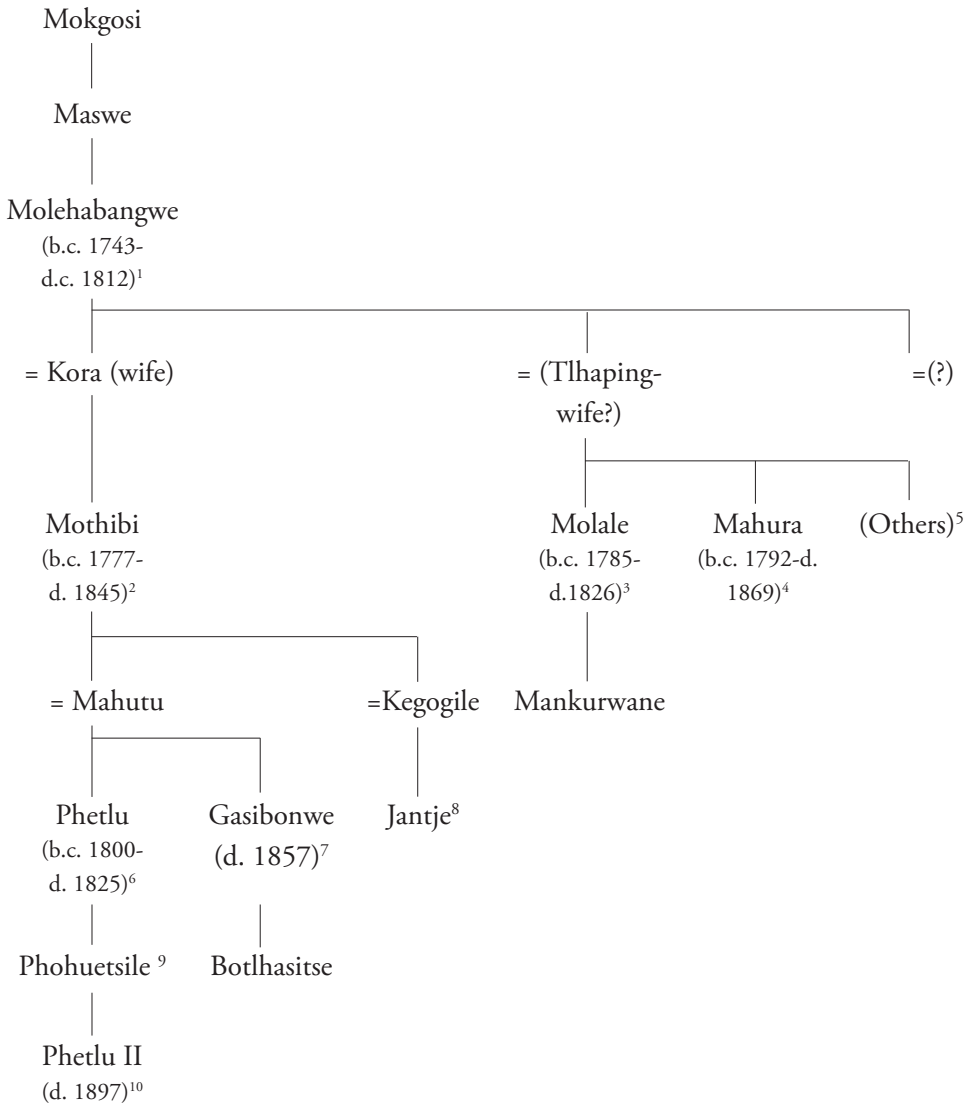 Mokgosi
Maswe
Molehabangwe
(b.c. 1743-
d.c. 1812)¹
= Kora (wife)
= (Tlhaping-
wife?)
=(?)
Mothibi
(b.c. 1777-
d. 1845)²
Molale
(b.c. 1785-
d.1826)³
Mahura
(b.c. 1792-d.
1869)⁴
(Others)⁵
= Mahutu
=Kegogile
Mankurwane
Phetlu
(b.c. 1800-
d. 1825)⁶
Gasibonwe
(d. 1857)⁷
Jantje⁸
Phohuetsile ⁹
Botlhasitse
Phetlu II
(d. 1897)¹⁰